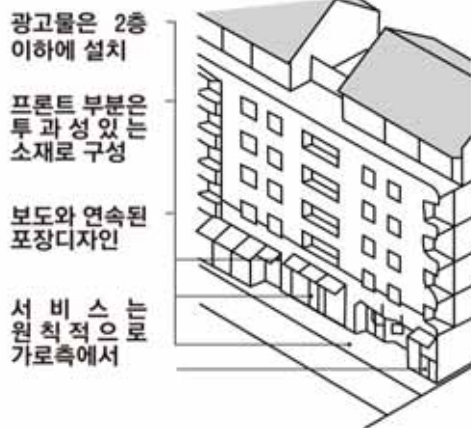 광고물은 2층
이하에 설치
프론트 부분은
투과성있는
소재로 구성
보도와 연속된
포장디자인
서비스는
원칙적으로
가로측에서